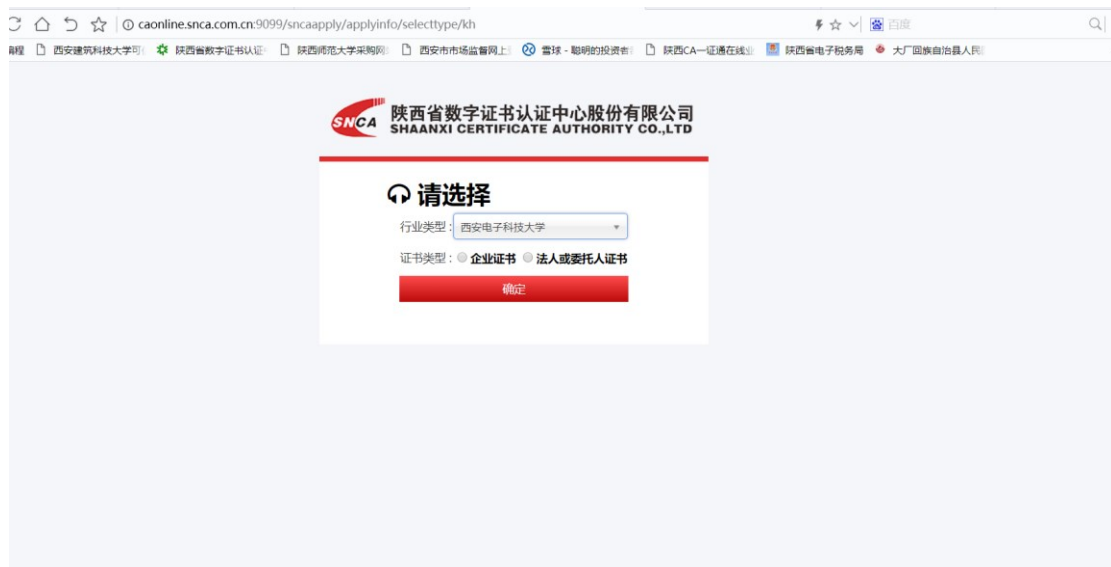 caonline.snca.com.cn:9099/sncaapply/applyinfo/selecttype/kh 百度
西安建筑科技大学可 陕西省数字证书认证 陕西师范大学采购网 西安市市场监督网上 雪球 - 聪明的投资者 陕西CA—证通在线业 陕西省电子税务局 大厂回族自治县人民
SNCA 陕西省数字证书认证中心股份有限公司
SHAANXI CERTIFICATE AUTHORITY CO.,LTD
请选择
行业类型: 西安电子科技大学
证书类型: 企业证书 法人或委托人证书
确定